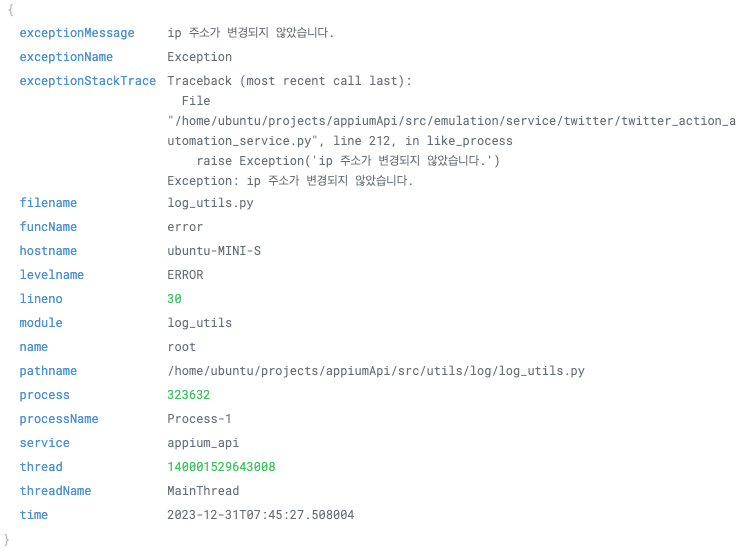 {
exceptionMessage ip 주소가 변경되지 않았습니다.
exceptionName Exception
exceptionStackTrace Traceback (most recent call last):
File
"/home/ubuntu/projects/appiumApi/src/emulation/service/twitter/twitter_action_a
utomation_service.py", line 212, in like_process
raise Exception('ip 주소가 변경되지 않았습니다.')
Exception: ip 주소가 변경되지 않았습니다.
filename log_utils.py
funcName error
hostname ubuntu-MINI-S
levelname ERROR
lineno 30
module log_utils
name root
pathname /home/ubuntu/projects/appiumApi/src/utils/log/log_utils.py
process 323632
processName Process-1
service appium_api
thread 140001529643008
threadName MainThread
time 2023-12-31T07:45:27.508004
}